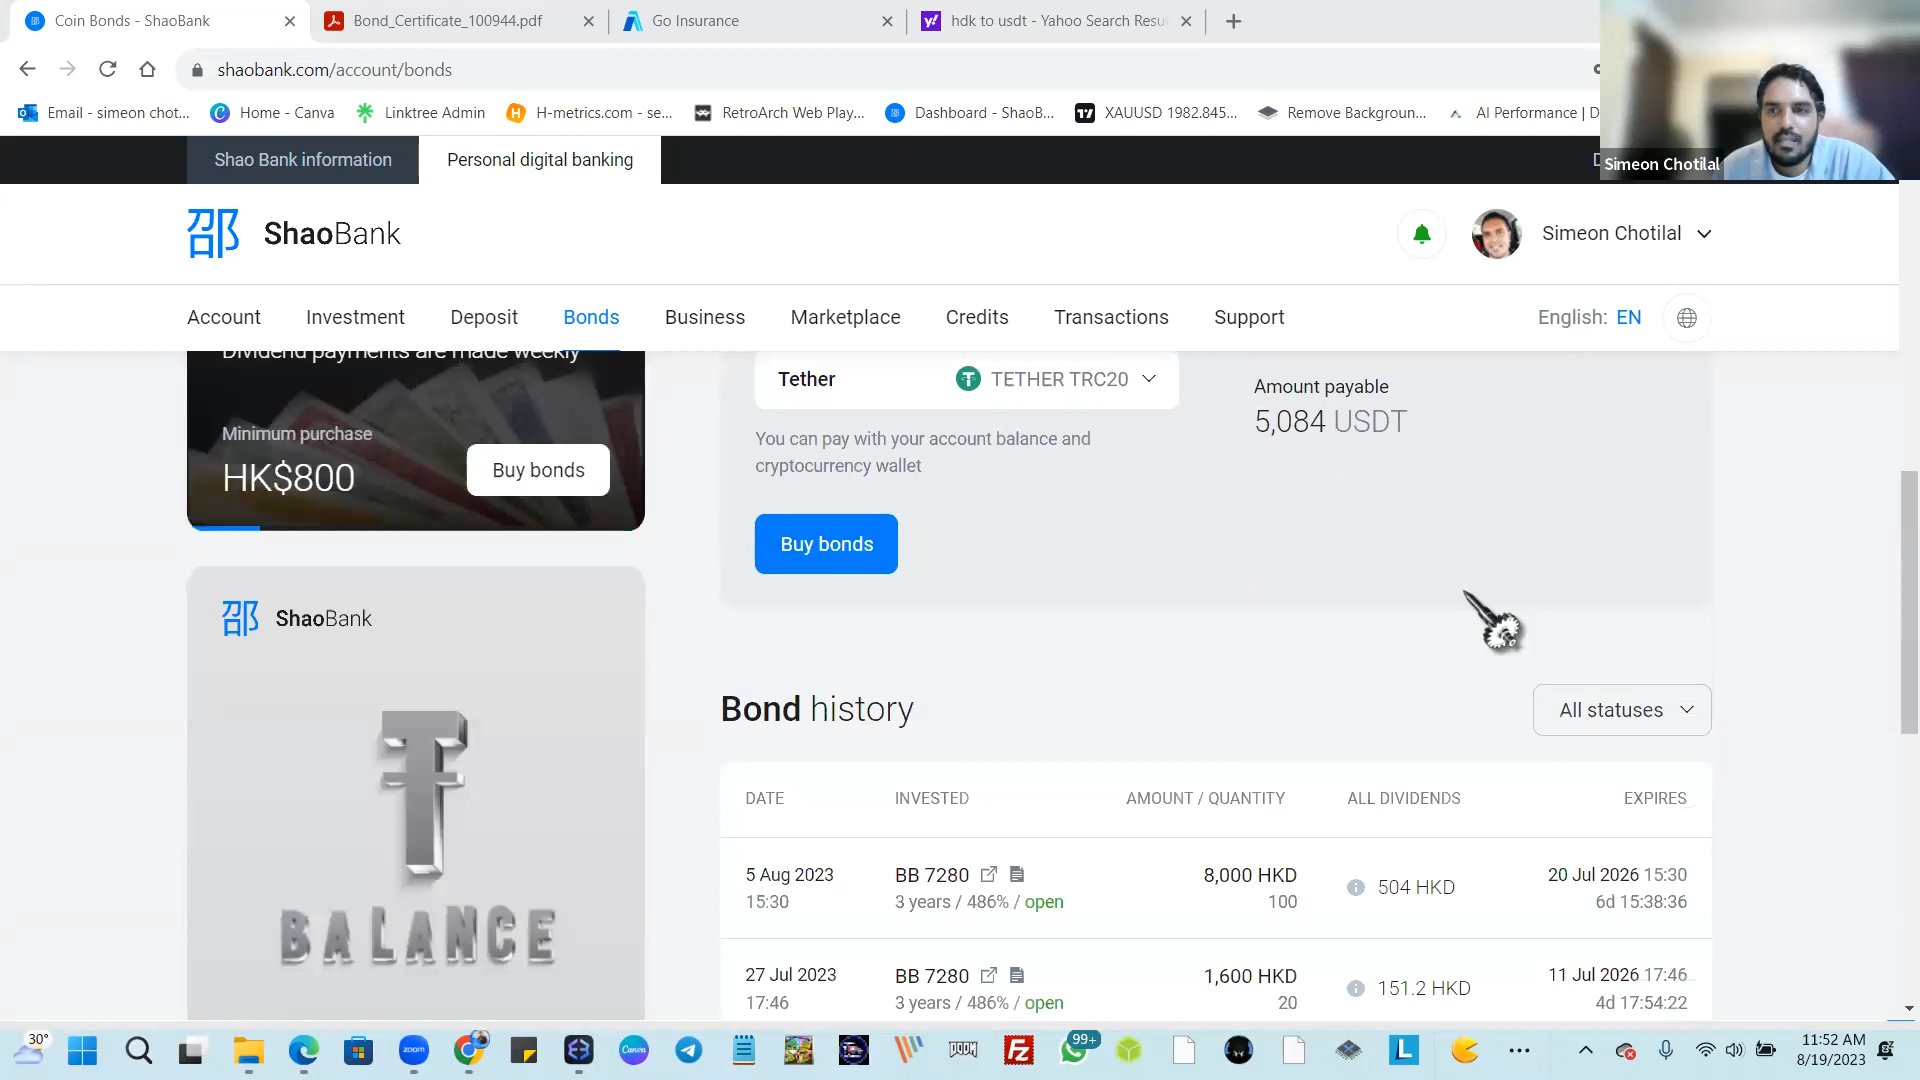 Coin Bonds - ShaoBank
Bond_Certificate_100944.pdf
Go Insurance
hdk to usdt - Yahoo Search Resu
shaobank.com/account/bonds
Email - simeon chot...
Home - Canva
Linktree Admin
H-metrics.com - se...
RetroArch Web Play...
Dashboard - ShaoB...
XAUUSD 1982.845...
Remove Backgroun...
AI Performance | D
Simeon Chotilal
Shao Bank information
Personal digital banking
邵 ShaoBank
Simeon Chotilal
Account
Investment
Deposit
Bonds
Business
Marketplace
Credits
Transactions
Support
English: EN
Dividend payments are made weekly
Minimum purchase
HK$800
Buy bonds
Tether
TETHER TRC20
You can pay with your account balance and
cryptocurrency wallet
Amount payable
5,084 USDT
Buy bonds
邵 ShaoBank
BALANCE
Bond history
All statuses
DATE INVESTED AMOUNT / QUANTITY ALL DIVIDENDS EXPIRES
5 Aug 2023 BB 7280 8,000 HKD 504 HKD 20 Jul 2026 15:30
15:30 3 years / 486% / open 100 6d 15:38:36
27 Jul 2023 BB 7280 1,600 HKD 151.2 HKD 11 Jul 2026 17:46
17:46 3 years / 486% / open 20 4d 17:54:22
30°
zoom
Canva
DOOM
FZ
99+
L
11:52 AM
8/19/2023